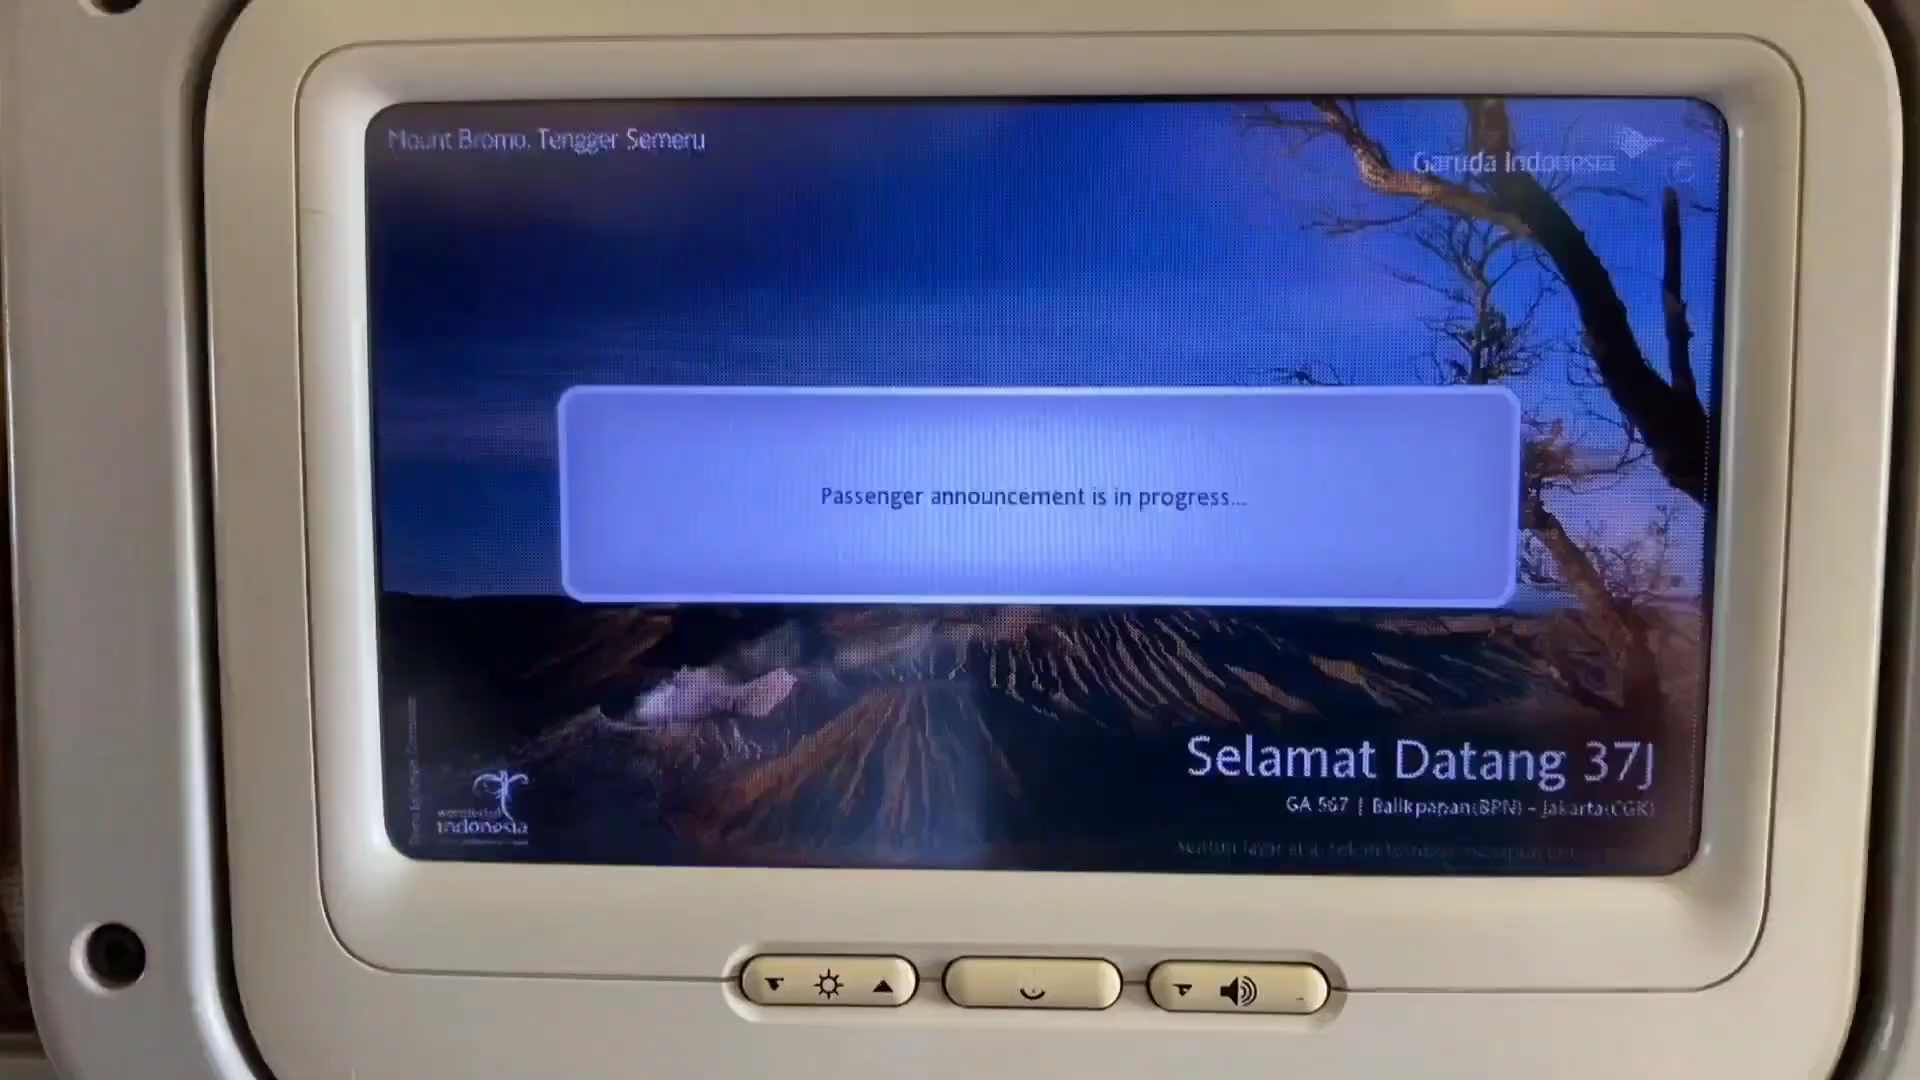 Mount Bromo, Tengger Semeru
Garuda Indonesia
Passenger announcement is in progress...
Selamat Datang 37J
GA 567 | Balikpapan(BPN) - Jakarta(CGK)
wonderful
indonesia